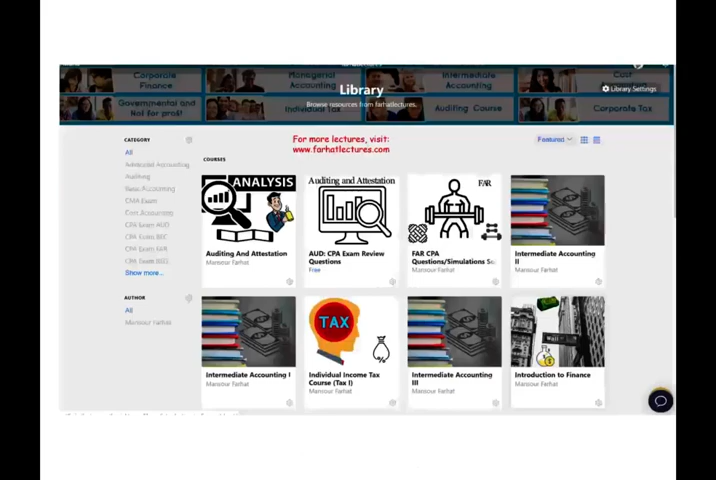 Corporate Finance
Managerial Accounting
Intermediate Accounting
Cost Accounting
Library
Library Settings
Browse resources from farhatlectures.
Governmental and Not for profit
Individual Tax
Auditing Course
Corporate Tax
CATEGORY
For more lectures, visit:
www.farhatlectures.com
Featured
All
COURSES
Advanced Accounting
Auditing
Basic Accounting
CMA Exam
Cost Accounting
CPA Exam AUD
CPA Exam BEC
CPA Exam FAR
CPA Exam REG
Show more...
AUTHOR
All
Mansour Farhat
ANALYSIS
Auditing And Attestation
Mansour Farhat
Auditing and Attestation
AUD: CPA Exam Review
Questions
Free
FAR
FAR CPA
Questions/Simulations
Mansour Farhat
Intermediate Accounting
II
Mansour Farhat
Intermediate Accounting I
Mansour Farhat
TAX
%
Individual Income Tax
Course (Tax I)
Mansour Farhat
Intermediate Accounting
III
Mansour Farhat
Wall
Introduction to Finance
Mansour Farhat